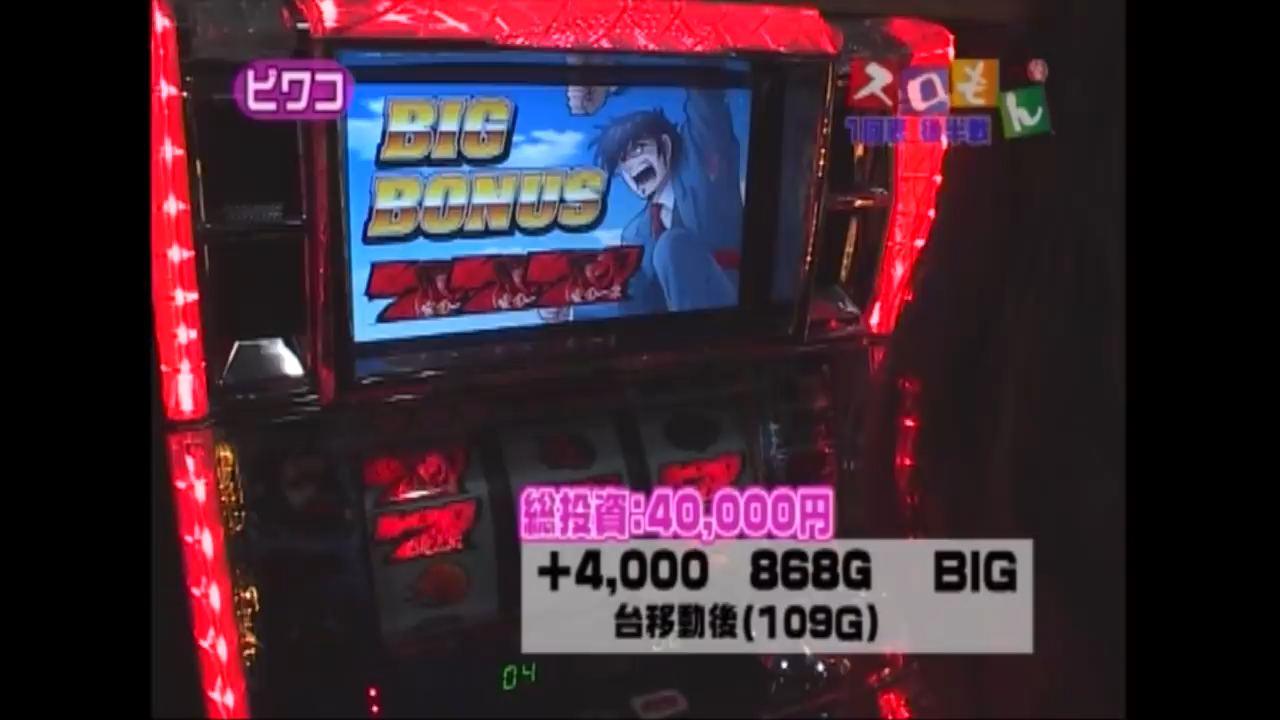 ピワコ
スロもん
1回戦 後半戦
BIG
BONUS
総投資:40,000円
+4,000 868G BIG
台移動後(109G)
04